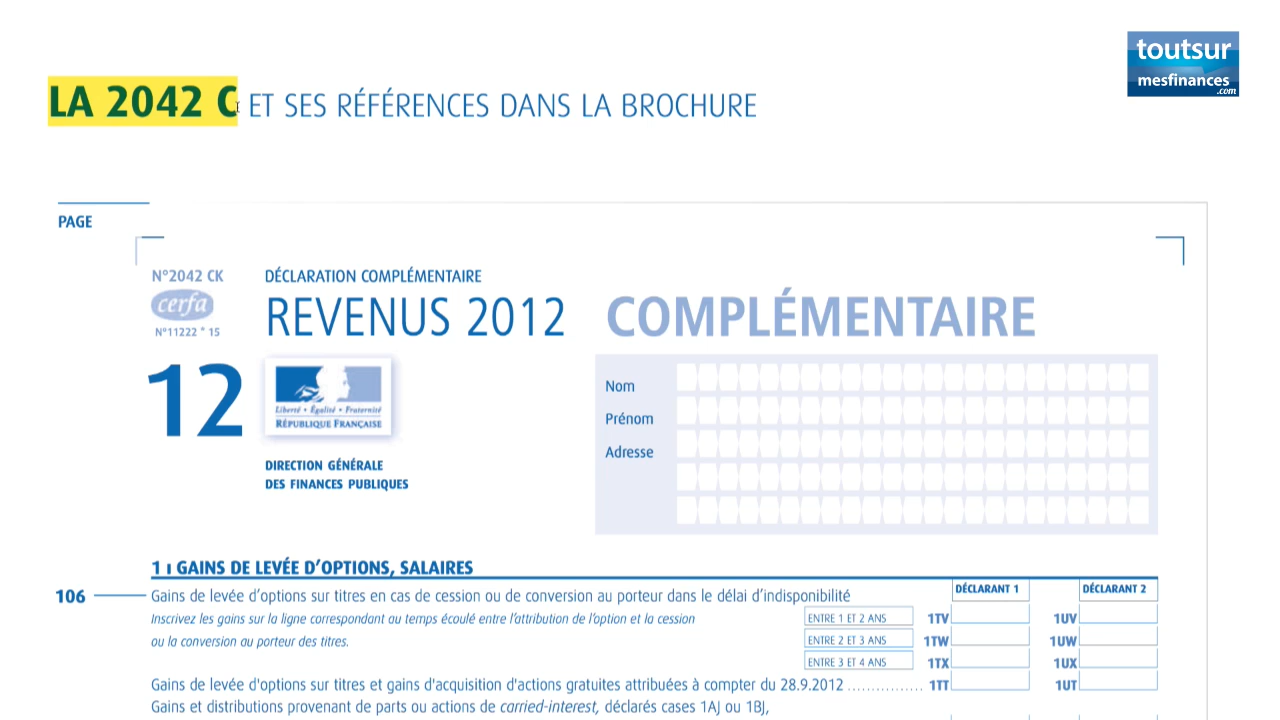 toutsur
mesfinances
.com
LA 2042 C ET SES RÉFÉRENCES DANS LA BROCHURE
PAGE
N°2042 CK
cerfa
N°11222 * 15
DÉCLARATION COMPLÉMENTAIRE
REVENUS 2012 COMPLÉMENTAIRE
12
Liberté • Égalité • Fraternité
RÉPUBLIQUE FRANÇAISE
DIRECTION GÉNÉRALE
DES FINANCES PUBLIQUES
Nom
Prénom
Adresse
1 ı GAINS DE LEVÉE D’OPTIONS, SALAIRES
DÉCLARANT 1 DÉCLARANT 2
106 Gains de levée d’options sur titres en cas de cession ou de conversion au porteur dans le délai d’indisponibilité
Inscrivez les gains sur la ligne correspondant au temps écoulé entre l’attribution de l’option et la cession
ou la conversion au porteur des titres.
ENTRE 1 ET 2 ANS 1TV 1UV
ENTRE 2 ET 3 ANS 1TW 1UW
ENTRE 3 ET 4 ANS 1TX 1UX
Gains de levée d'options sur titres et gains d'acquisition d'actions gratuites attribuées à compter du 28.9.2012 ................ 1TT 1UT
Gains et distributions provenant de parts ou actions de carried-interest, déclarés cases 1AJ ou 1BJ,